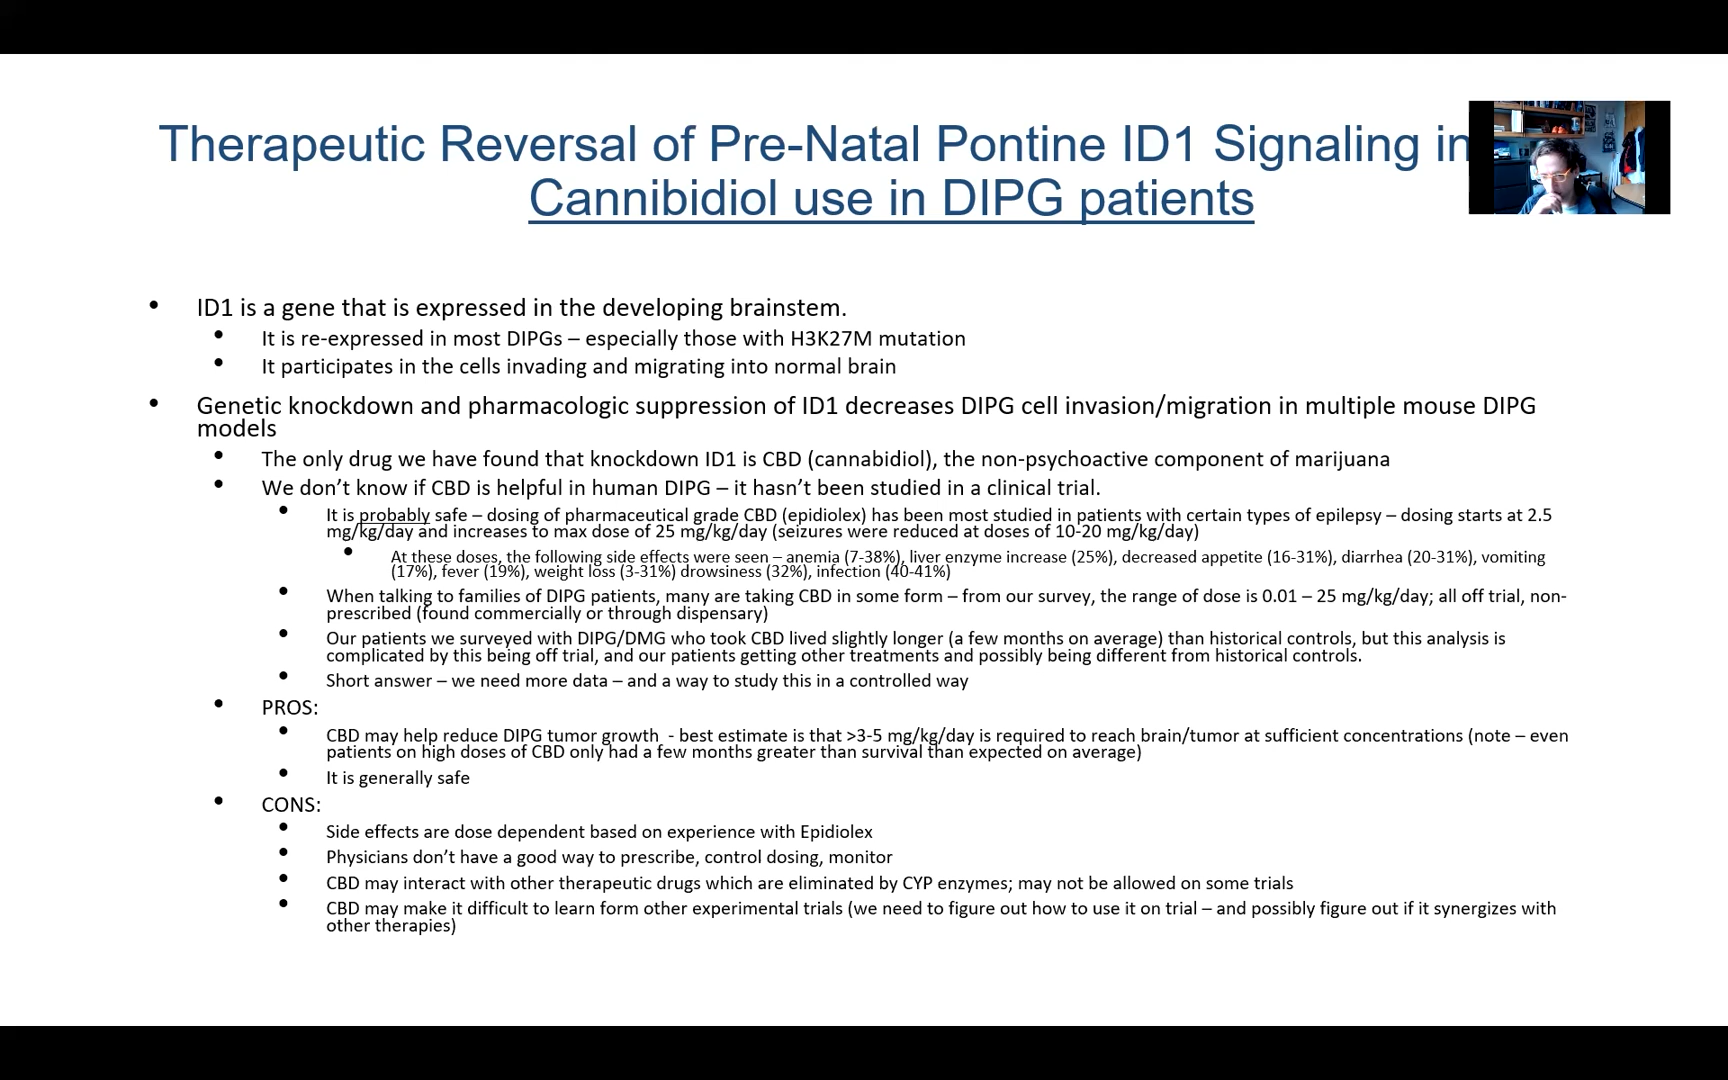 Therapeutic Reversal of Pre-Natal Pontine ID1 Signaling in
Cannibidiol use in DIPG patients
• ID1 is a gene that is expressed in the developing brainstem.
• It is re-expressed in most DIPGs – especially those with H3K27M mutation
• It participates in the cells invading and migrating into normal brain
• Genetic knockdown and pharmacologic suppression of ID1 decreases DIPG cell invasion/migration in multiple mouse DIPG
models
• The only drug we have found that knockdown ID1 is CBD (cannabidiol), the non-psychoactive component of marijuana
• We don't know if CBD is helpful in human DIPG – it hasn't been studied in a clinical trial.
• It is probably safe – dosing of pharmaceutical grade CBD (epidiolex) has been most studied in patients with certain types of epilepsy – dosing starts at 2.5
mg/kg/day and increases to max dose of 25 mg/kg/day (seizures were reduced at doses of 10-20 mg/kg/day)
• At these doses, the following side effects were seen – anemia (7-38%), liver enzyme increase (25%), decreased appetite (16-31%), diarrhea (20-31%), vomiting
(17%), fever (19%), weight loss (3-31%) drowsiness (32%), infection (40-41%)
• When talking to families of DIPG patients, many are taking CBD in some form – from our survey, the range of dose is 0.01 – 25 mg/kg/day; all off trial, non-
prescribed (found commercially or through dispensary)
• Our patients we surveyed with DIPG/DMG who took CBD lived slightly longer (a few months on average) than historical controls, but this analysis is
complicated by this being off trial, and our patients getting other treatments and possibly being different from historical controls.
• Short answer – we need more data – and a way to study this in a controlled way
• PROS:
• CBD may help reduce DIPG tumor growth  - best estimate is that >3-5 mg/kg/day is required to reach brain/tumor at sufficient concentrations (note – even
patients on high doses of CBD only had a few months greater than survival than expected on average)
• It is generally safe
• CONS:
• Side effects are dose dependent based on experience with Epidiolex
• Physicians don't have a good way to prescribe, control dosing, monitor
• CBD may interact with other therapeutic drugs which are eliminated by CYP enzymes; may not be allowed on some trials
• CBD may make it difficult to learn form other experimental trials (we need to figure out how to use it on trial – and possibly figure out if it synergizes with
other therapies)